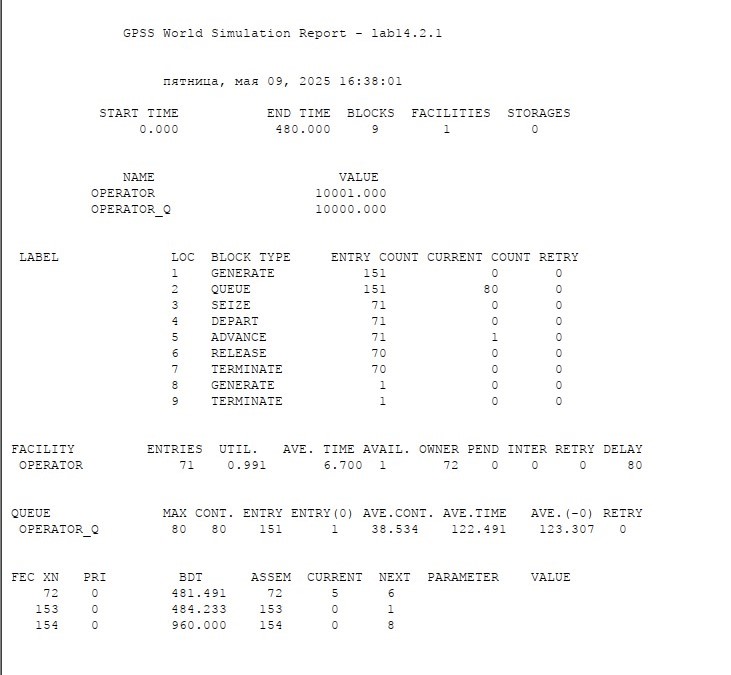 GPSS World Simulation Report - lab14.2.1
пятница, мая 09, 2025 16:38:01
START TIME END TIME BLOCKS FACILITIES STORAGES
0.000 480.000 9 1 0
NAME VALUE
OPERATOR 10001.000
OPERATOR_Q 10000.000
LABEL LOC BLOCK TYPE ENTRY COUNT CURRENT COUNT RETRY
1 GENERATE 151 0 0
2 QUEUE 151 80 0
3 SEIZE 71 0 0
4 DEPART 71 0 0
5 ADVANCE 71 1 0
6 RELEASE 70 0 0
7 TERMINATE 70 0 0
8 GENERATE 1 0 0
9 TERMINATE 1 0 0
FACILITY ENTRIES UTIL. AVE. TIME AVAIL. OWNER PEND INTER RETRY DELAY
OPERATOR 71 0.991 6.700 1 72 0 0 0 80
QUEUE MAX CONT. ENTRY ENTRY(0) AVE.CONT. AVE.TIME AVE.(-0) RETRY
OPERATOR_Q 80 80 151 1 38.534 122.491 123.307 0
FEC XN PRI BDT ASSEM CURRENT NEXT PARAMETER VALUE
72 0 481.491 72 5 6
153 0 484.233 153 0 1
154 0 960.000 154 0 8